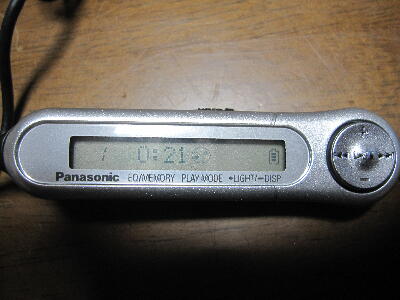 1 0:21
Panasonic EQ/MEMORY PLAY MODE •LIGHT/–DISP
+
–